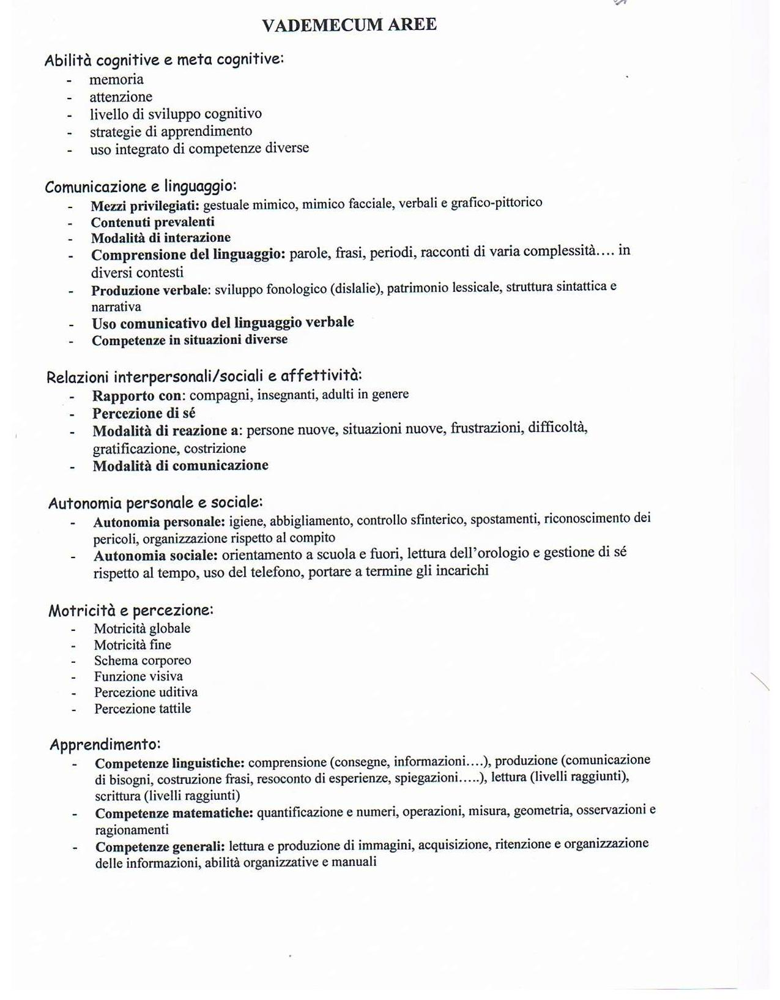 VADEMECUM AREE
Abilità cognitive e meta cognitive:
- memoria
- attenzione
- livello di sviluppo cognitivo
- strategie di apprendimento
- uso integrato di competenze diverse
Comunicazione e linguaggio:
- Mezzi privilegiati: gestuale mimico, mimico facciale, verbali e grafico-pittorico
- Contenuti prevalenti
- Modalità di interazione
- Comprensione del linguaggio: parole, frasi, periodi, racconti di varia complessità.... in
diversi contesti
- Produzione verbale: sviluppo fonologico (dislalie), patrimonio lessicale, struttura sintattica e
narrativa
- Uso comunicativo del linguaggio verbale
- Competenze in situazioni diverse
Relazioni interpersonali/sociali e affettività:
- Rapporto con: compagni, insegnanti, adulti in genere
- Percezione di sé
- Modalità di reazione a: persone nuove, situazioni nuove, frustrazioni, difficoltà,
gratificazione, costrizione
- Modalità di comunicazione
Autonomia personale e sociale:
- Autonomia personale: igiene, abbigliamento, controllo sfinterico, spostamenti, riconoscimento dei
pericoli, organizzazione rispetto al compito
- Autonomia sociale: orientamento a scuola e fuori, lettura dell'orologio e gestione di sé
rispetto al tempo, uso del telefono, portare a termine gli incarichi
Motricità e percezione:
- Motricità globale
- Motricità fine
- Schema corporeo
- Funzione visiva
- Percezione uditiva
- Percezione tattile
Apprendimento:
- Competenze linguistiche: comprensione (consegne, informazioni....), produzione (comunicazione
di bisogni, costruzione frasi, resoconto di esperienze, spiegazioni.....), lettura (livelli raggiunti),
scrittura (livelli raggiunti)
- Competenze matematiche: quantificazione e numeri, operazioni, misura, geometria, osservazioni e
ragionamenti
- Competenze generali: lettura e produzione di immagini, acquisizione, ritenzione e organizzazione
delle informazioni, abilità organizzative e manuali